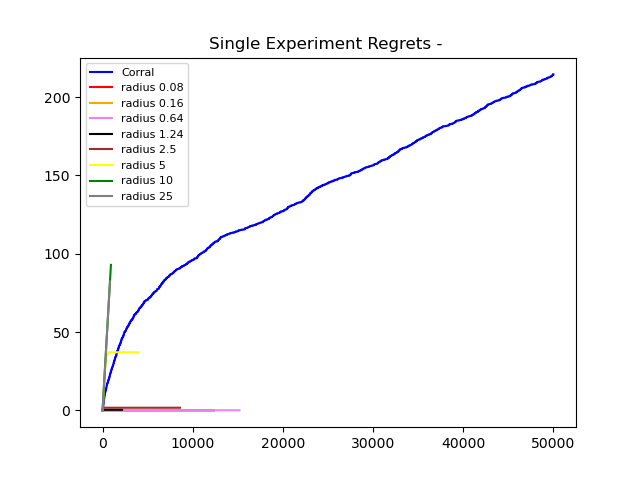 Single Experiment Regrets -
Corral
radius 0.08
radius 0.16
radius 0.64
radius 1.24
radius 2.5
radius 5
radius 10
radius 25
200
150
100
50
0
0 10000 20000 30000 40000 50000